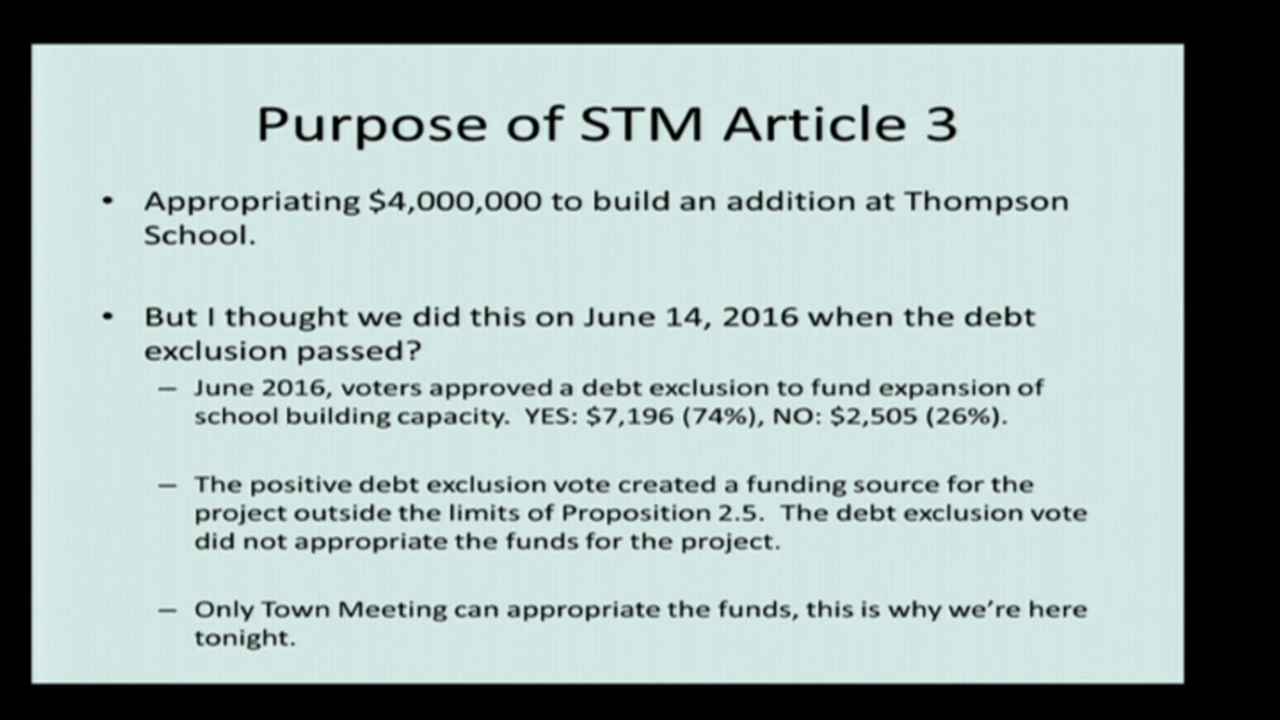 Purpose of STM Article 3
• Appropriating $4,000,000 to build an addition at Thompson
School.
• But I thought we did this on June 14, 2016 when the debt
exclusion passed?
– June 2016, voters approved a debt exclusion to fund expansion of
school building capacity. YES: $7,196 (74%), NO: $2,505 (26%).
– The positive debt exclusion vote created a funding source for the
project outside the limits of Proposition 2.5. The debt exclusion vote
did not appropriate the funds for the project.
– Only Town Meeting can appropriate the funds, this is why we’re here
tonight.